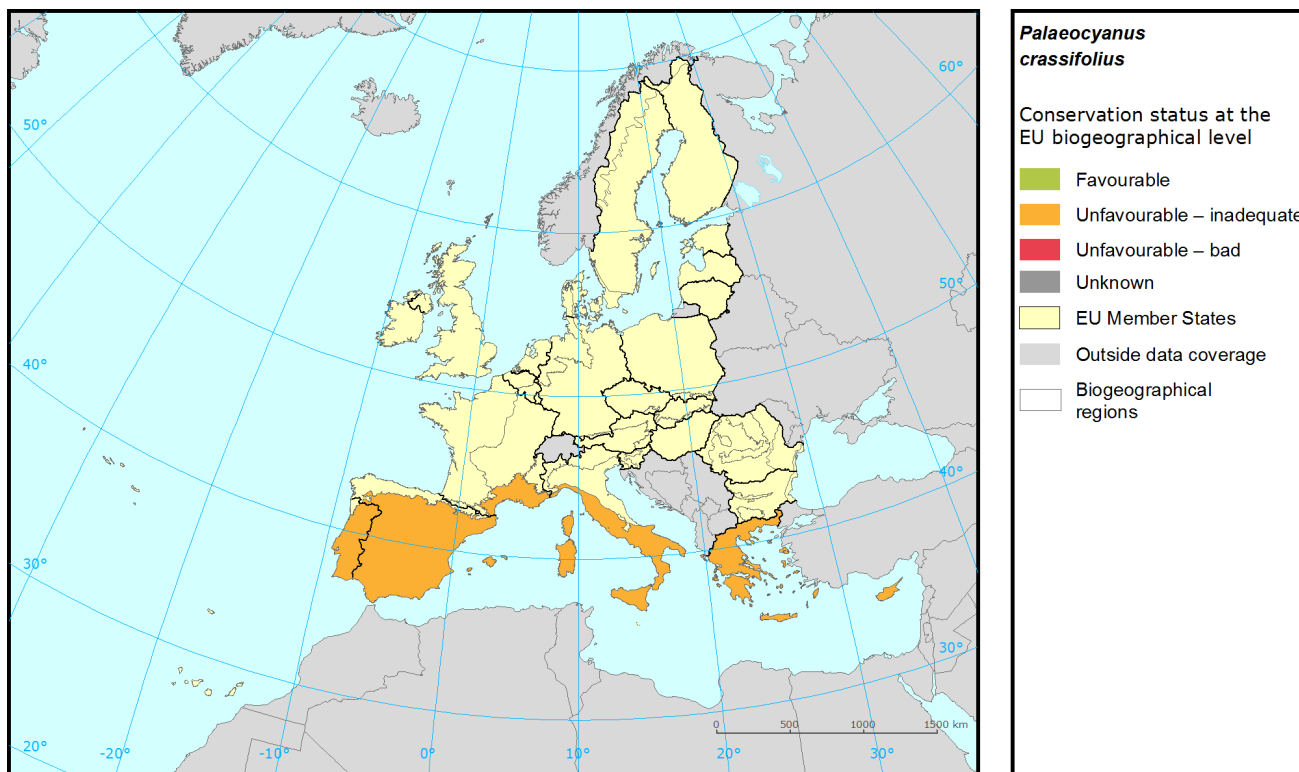 60°
50°
50°
40°
40°
30°
30°
20°
-20°
-10°
0°
10°
20°
30°
0 500 1000 1500 km
Palaeocyanus
crassifolius
Conservation status at the
EU biogeographical level
Favourable
Unfavourable – inadequate
Unfavourable – bad
Unknown
EU Member States
Outside data coverage
Biogeographical
regions